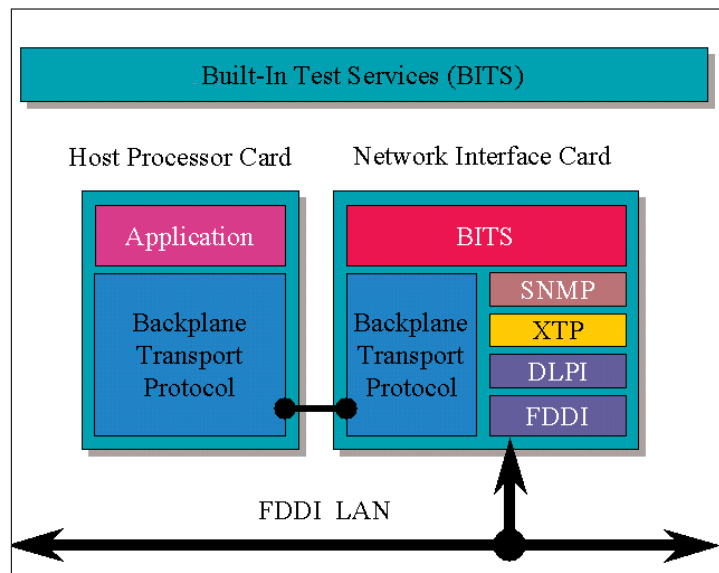 Built-In Test Services (BITS)
Host Processor Card
Network Interface Card
Application
Backplane
Transport
Protocol
BITS
Backplane
Transport
Protocol
SNMP
XTP
DLPI
FDDI
FDDI LAN